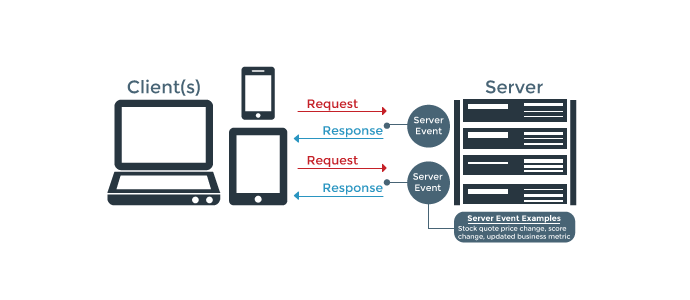 Client(s)
Server
Request
Server
Event
Response
Request
Server
Event
Response
Server Event Examples
Stock quote price change, score
change, updated business metric